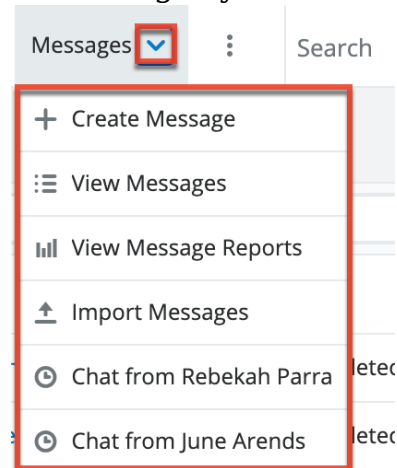 Messages
Search
Create Message
View Messages
View Message Reports
Import Messages
Chat from Rebekah Parra
Chat from June Arends